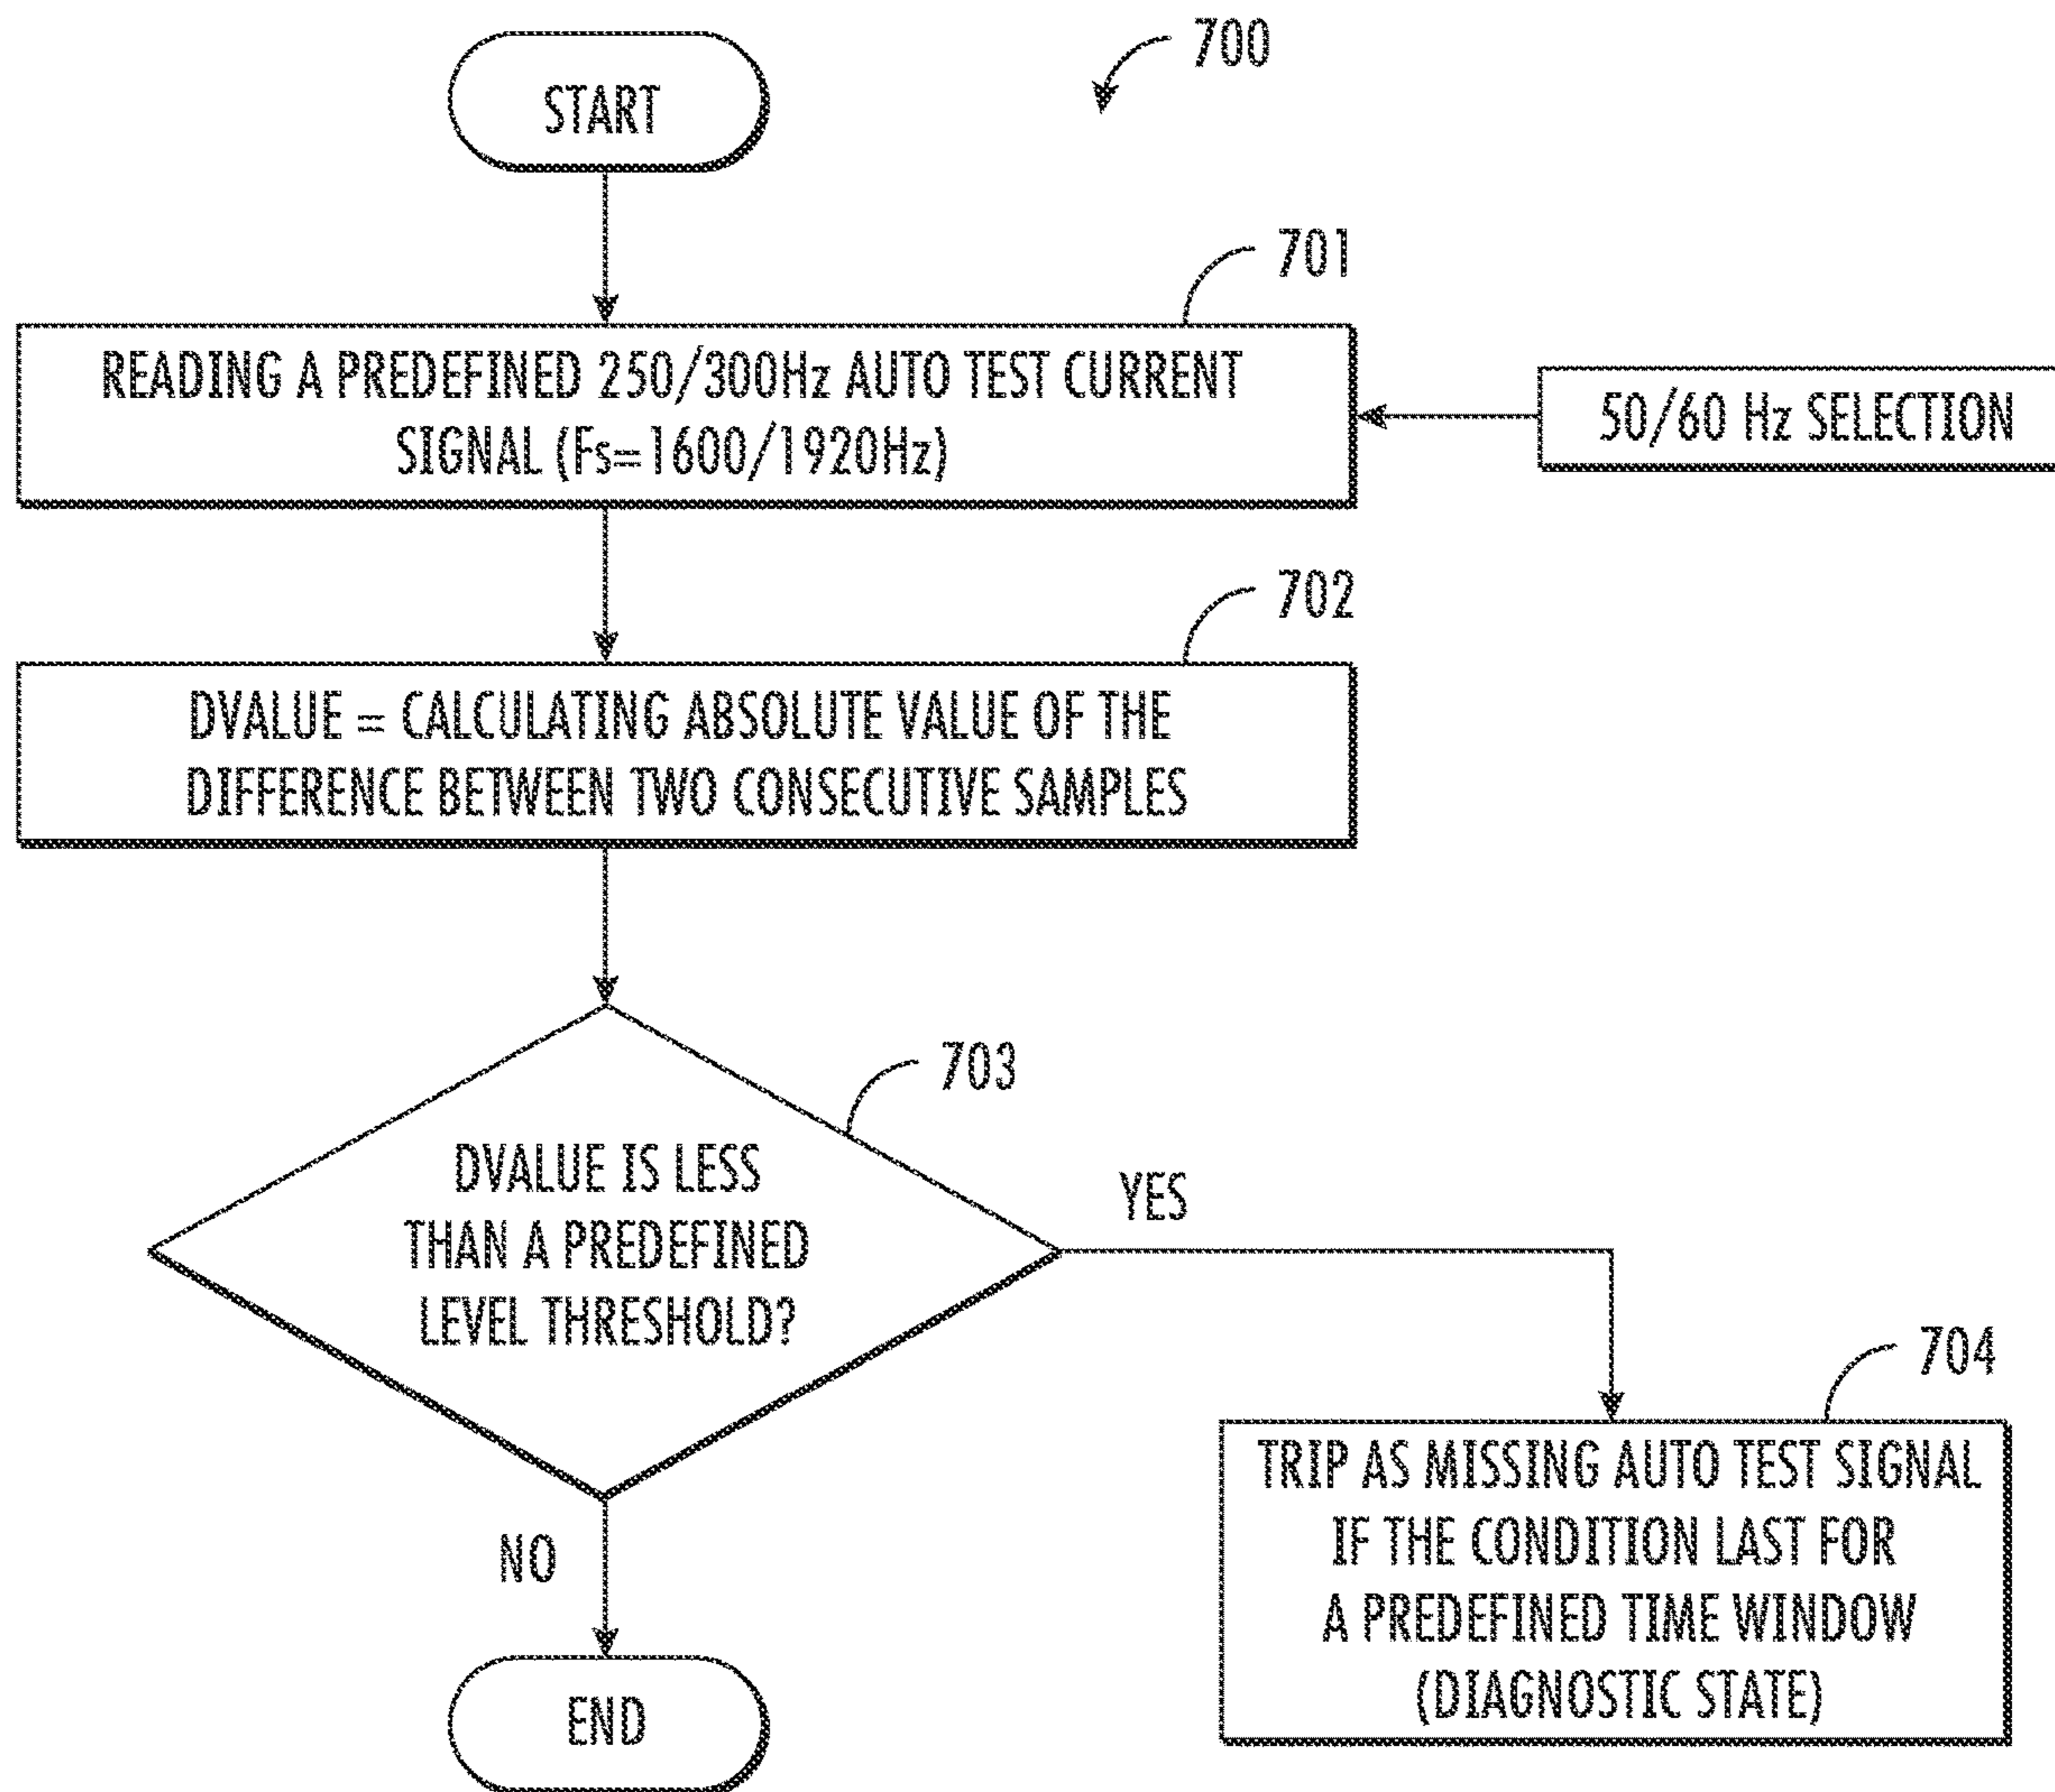 START
700
701
READING A PREDEFINED 250/300Hz AUTO TEST CURRENT
SIGNAL (Fs=1600/1920Hz)
50/60 Hz SELECTION
702
DVALUE = CALCULATING ABSOLUTE VALUE OF THE
DIFFERENCE BETWEEN TWO CONSECUTIVE SAMPLES
703
DVALUE IS LESS
THAN A PREDEFINED
LEVEL THRESHOLD?
YES
704
TRIP AS MISSING AUTO TEST SIGNAL
IF THE CONDITION LAST FOR
A PREDEFINED TIME WINDOW
(DIAGNOSTIC STATE)
NO
END